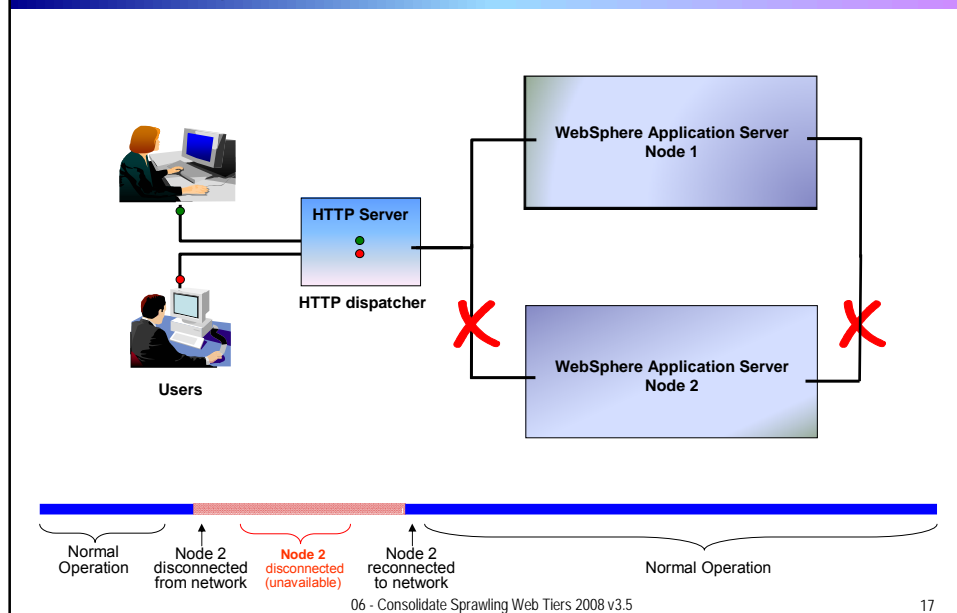 WebSphere Application Server
Node 1
HTTP Server
HTTP dispatcher
Users
WebSphere Application Server
Node 2
Normal
Operation
Node 2
disconnected
from network
Node 2
disconnected
(unavailable)
Node 2
reconnected
to network
Normal Operation
06 - Consolidate Sprawling Web Tiers 2008 v3.5
17